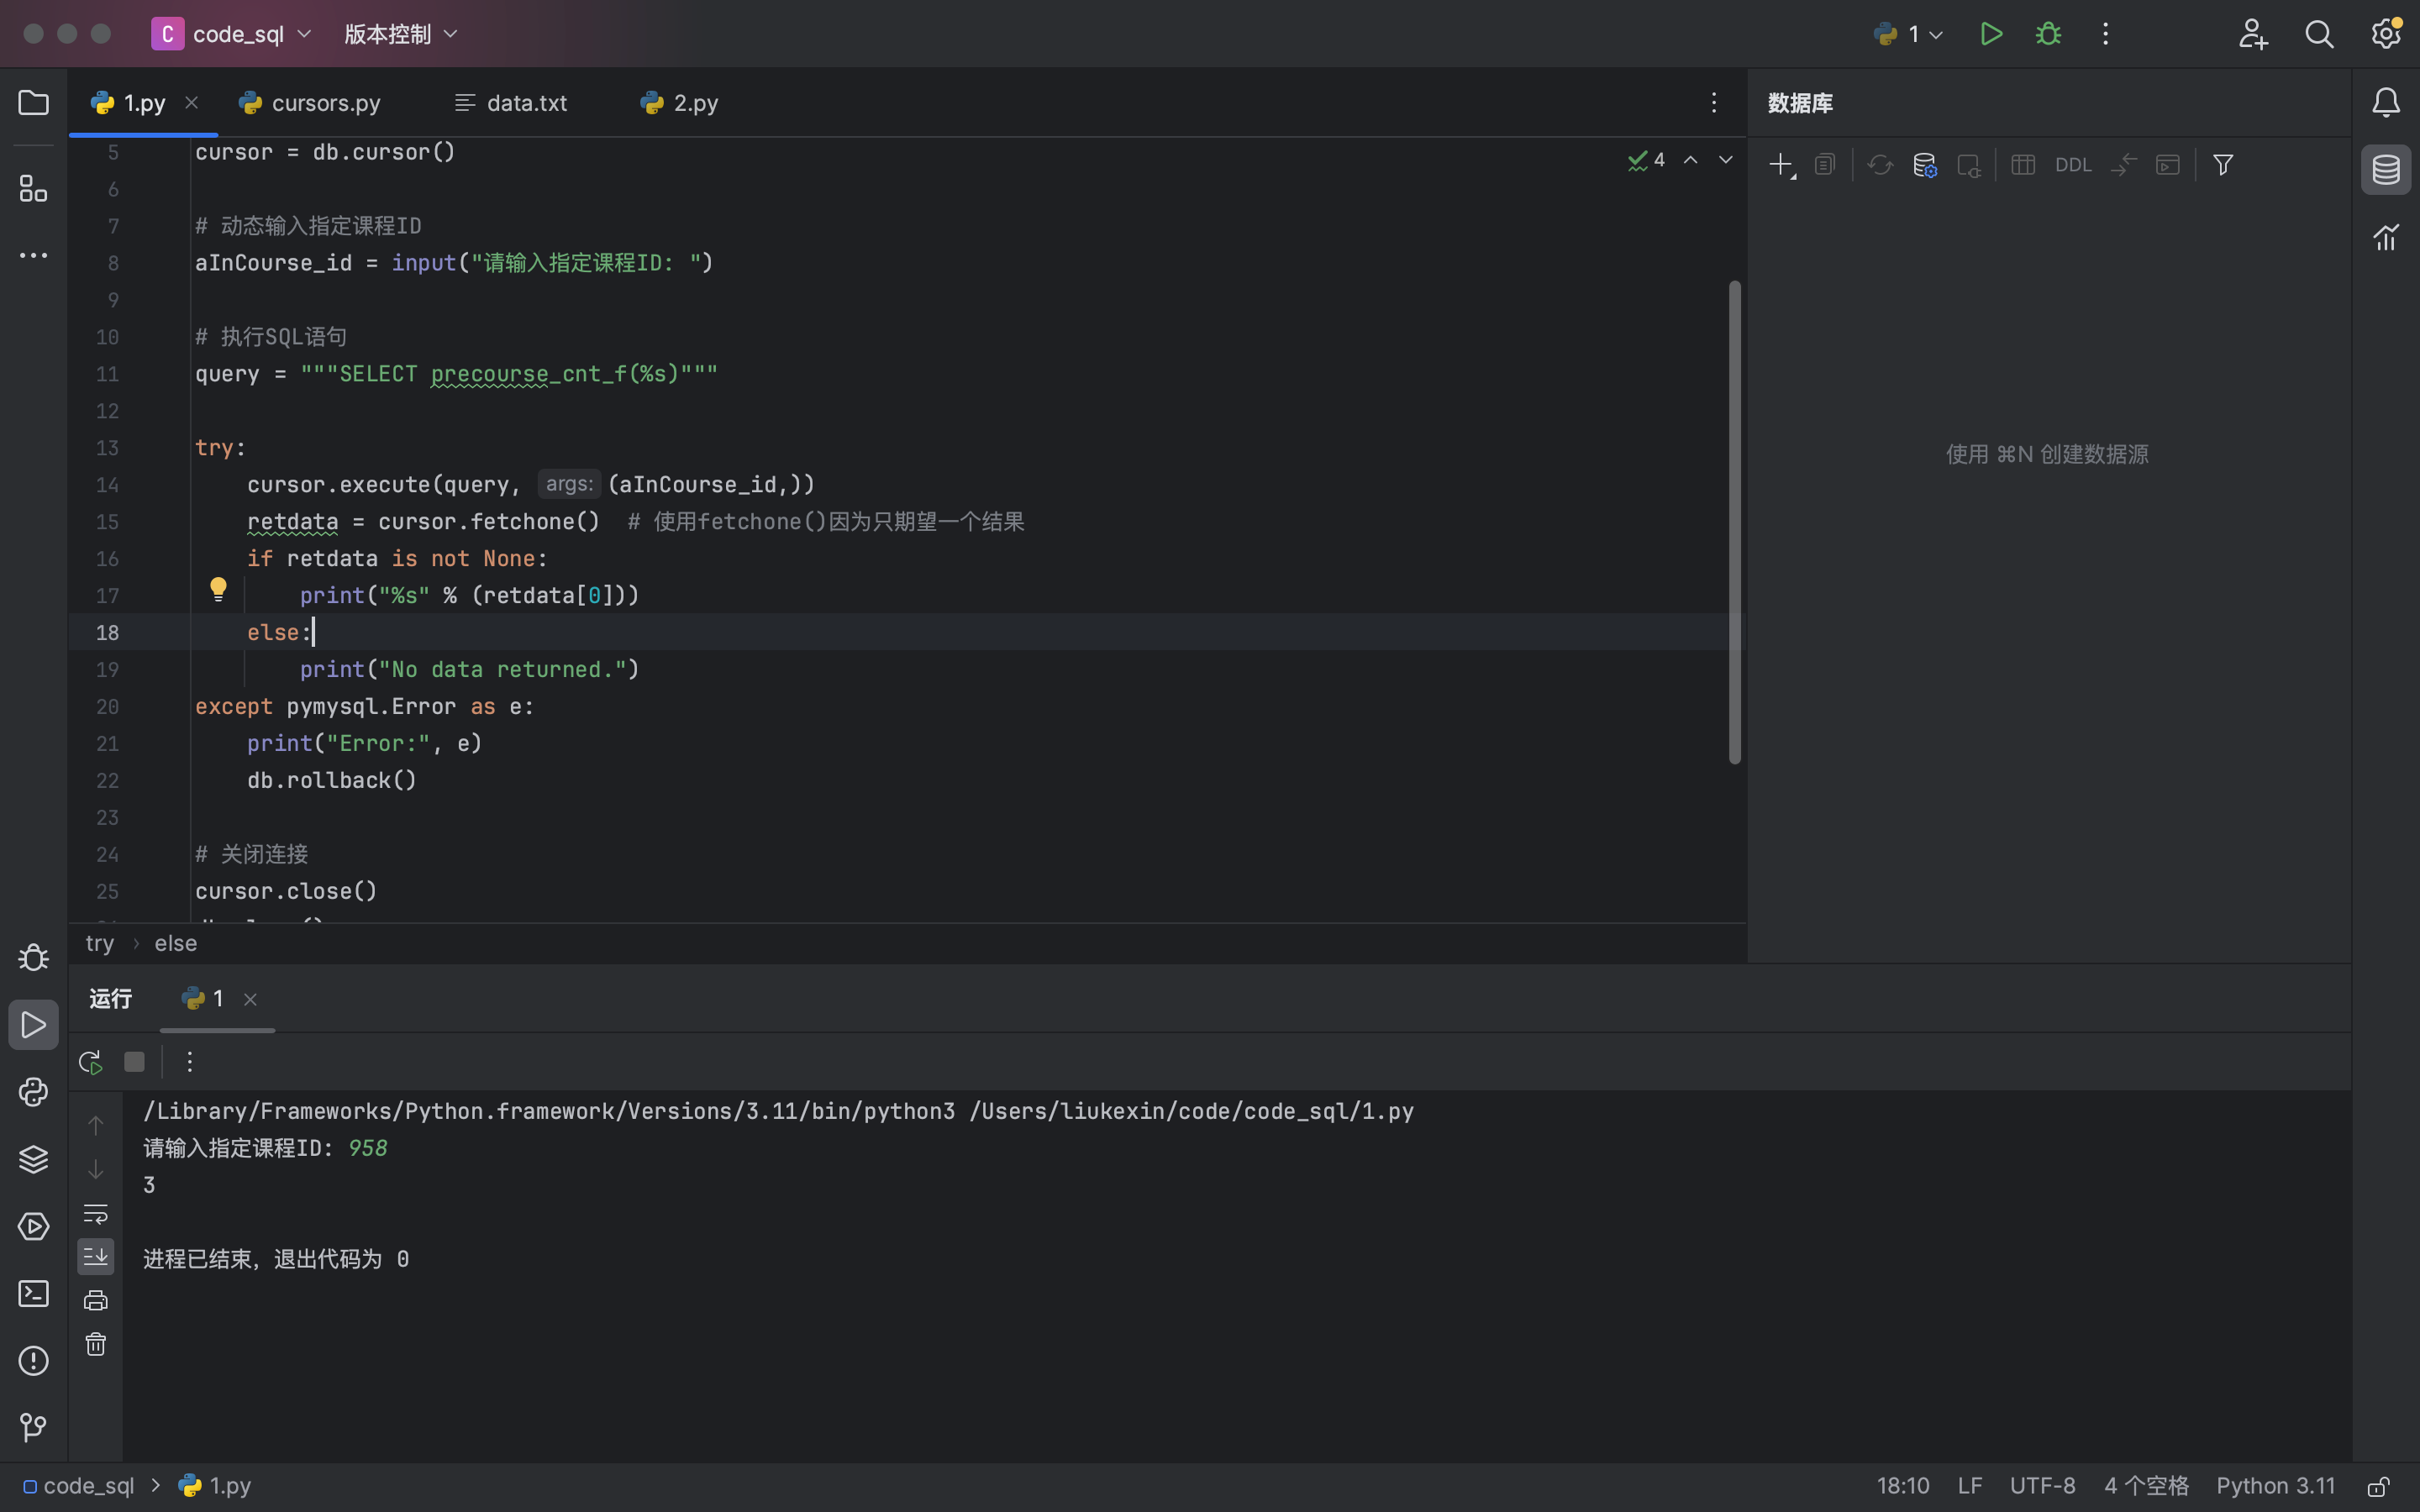 C code_sql 版本控制 1
1.py cursors.py data.txt 2.py
数据库
4
DDL
使用 ⌘N 创建数据源
5 cursor = db.cursor()
6
7 # 动态输入指定课程ID
8 aInCourse_id = input("请输入指定课程ID: ")
9
10 # 执行SQL语句
11 query = """SELECT precourse_cnt_f(%s)"""
12
13 try:
14 cursor.execute(query, args: (aInCourse_id,))
15 retdata = cursor.fetchone() # 使用fetchone()因为只期望一个结果
16 if retdata is not None:
17 print("%s" % (retdata[0]))
18 else:
19 print("No data returned.")
20 except pymysql.Error as e:
21 print("Error:", e)
22 db.rollback()
23
24 # 关闭连接
25 cursor.close()
try › else
运行 1
/Library/Frameworks/Python.framework/Versions/3.11/bin/python3 /Users/liukexin/code/code_sql/1.py
请输入指定课程ID: 958
3
进程已结束，退出代码为 0
code_sql > 1.py 18:10 LF UTF-8 4 个空格 Python 3.11